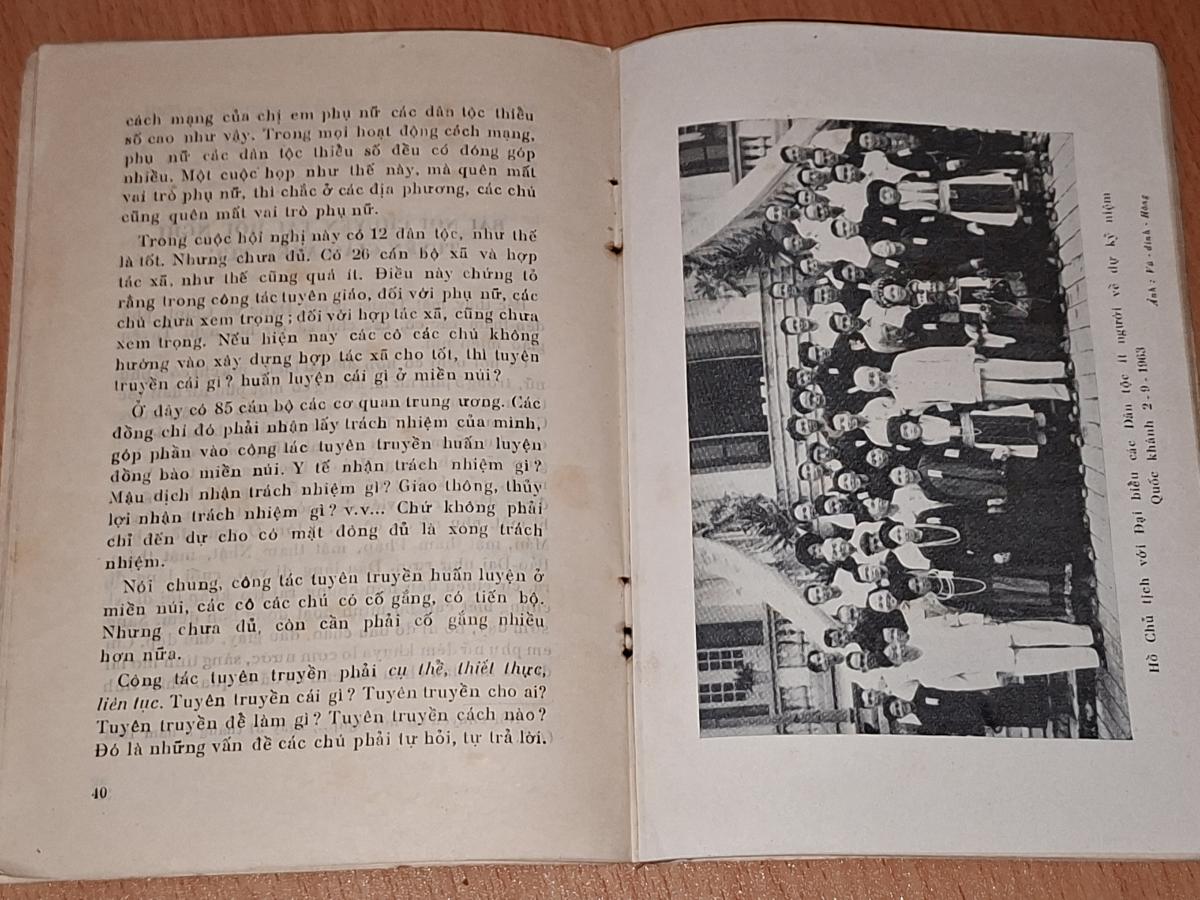 cách mạng của chị em phụ nữ các dân tộc thiểu
số cao như vậy. Trong mọi hoạt động cách mạng,
phụ nữ các dân tộc thiểu số đều có đóng góp
nhiều. Một cuộc họp như thế này, mà quên mất
vai trò phụ nữ, thì chắc ở các địa phương, các chú
cũng quên mất vai trò phụ nữ.
Trong cuộc hội nghị này có 12 dân tộc, như thế
là tốt. Nhưng chưa đủ. Có 26 cán bộ xã và hợp
tác xã, như thế cũng quá ít. Điều này chứng tỏ
rằng trong công tác tuyên giáo, đối với phụ nữ, các
chú chưa xem trọng; đối với hợp tác xã, cũng chưa
xem trọng. Nếu hiện nay các cô các chú không
hướng vào xây dựng hợp tác xã cho tốt, thì tuyên
truyền cái gì? huấn luyện cái gì ở miền núi?
Ở đây có 85 cán bộ các cơ quan trung ương. Các
đồng chí đó phải nhận lấy trách nhiệm của mình,
góp phần vào công tác tuyên truyền huấn luyện
đồng bào miền núi. Y tế nhận trách nhiệm gì?
Mậu dịch nhận trách nhiệm gì? Giao thông, thủy
lợi nhận trách nhiệm gì? v.v... Chứ không phải
chỉ đến dự cho có mặt đông đủ là xong trách
nhiệm.
Nói chung, công tác tuyên truyền huấn luyện ở
miền núi, các cô các chú có cố gắng, có tiến bộ.
Nhưng chưa đủ, còn cần phải cố gắng nhiều
hơn nữa.
Công tác tuyên truyền phải cụ thể, thiết thực,
liên tục. Tuyên truyền cái gì? Tuyên truyền cho ai?
Tuyên truyền để làm gì? Tuyên truyền cách nào?
Đó là những vấn đề các chú phải tự hỏi, tự trả lời.
40
Hồ Chủ tịch với Đại biểu các Dân tộc ít người về dự kỷ niệm
Quốc khánh 2-9-1963
Ảnh: Vũ-đình-Hồng